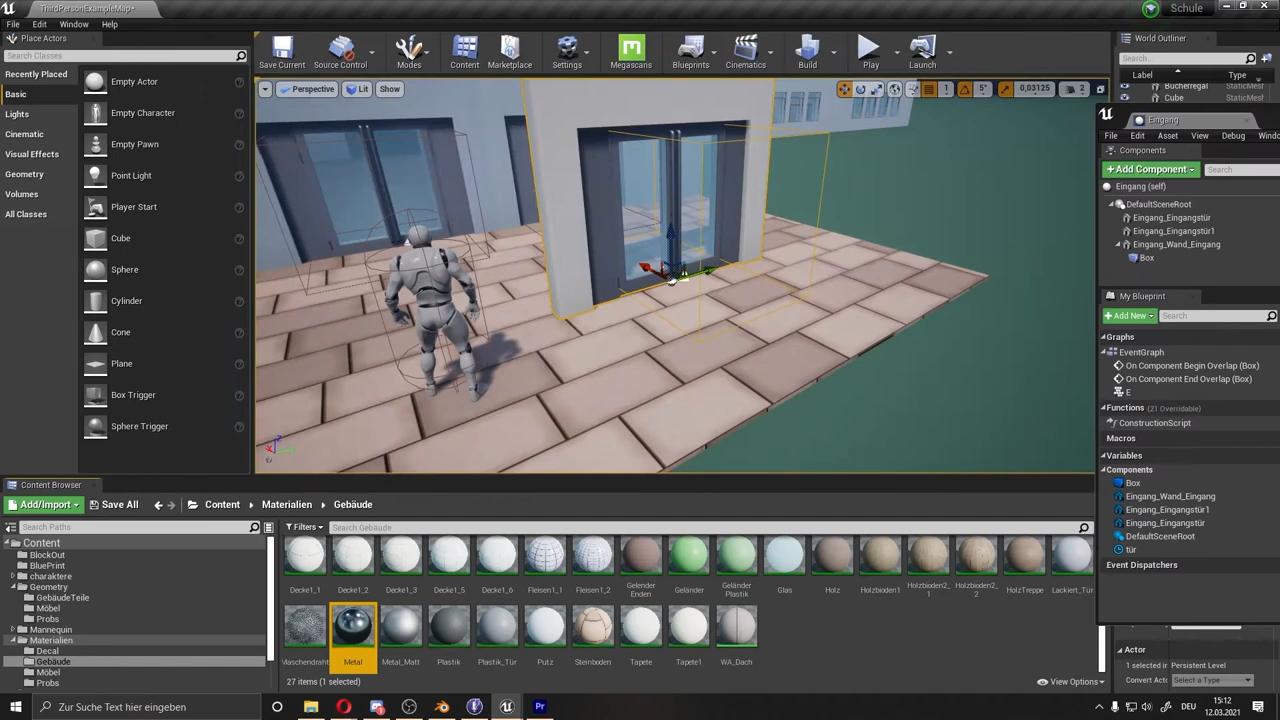 ThirdPersonExampleMap*
Schule
File Edit Window Help
Place Actors
Search Classes
Recently Placed
Basic
Lights
Cinematic
Visual Effects
Geometry
Volumes
All Classes
Empty Actor
Empty Character
Empty Pawn
Point Light
Player Start
Cube
Sphere
Cylinder
Cone
Plane
Box Trigger
Sphere Trigger
Save Current
Source Control
Modes
Content
Marketplace
Settings
Megascans
Blueprints
Cinematics
Build
Play
Launch
Perspective Lit Show
1 5° 0,03125 2
World Outliner
Search...
Label Type
Bücherregal StaticMesh
Cube StaticMes
Eingang
File Edit Asset View Debug Window
Components
+Add Component Search
Eingang (self)
DefaultSceneRoot
Eingang_Eingangstür
Eingang_Eingangstür1
Eingang_Wand_Eingang
Box
My Blueprint
+Add New Search
Graphs
EventGraph
On Component Begin Overlap (Box)
On Component End Overlap (Box)
E
Functions (21 Overridable)
ConstructionScript
Macros
Variables
Components
Box
Eingang_Wand_Eingang
Eingang_Eingangstür1
Eingang_Eingangstür
DefaultSceneRoot
tür
Event Dispatchers
Actor
1 selected in Persistent Level
Convert Acto Select a Type
Content Browser
Add/Import Save All Content Materialien Gebäude
Search Paths
Filters Search Gebäude
Content
BlockOut
BluePrint
charaktere
Geometry
GebäudeTeile
Möbel
Probs
Mannequin
Materialien
Decal
Gebäude
Möbel
Probs
Decke1_1 Decke1_2 Decke1_3 Decke1_5 Decke1_6 Fleisen1_1 Fleisen1_2 Gelender Enden Geländer Geländer Plastik Glas Holz Holzbioden1 Holzbioden2_1 Holzbioden2_2 HolzTreppe Lackiert_Tür
Maschendraht Metal Metal_Matt Plastik Plastik_Tür Putz Steinboden Tapete Tapete1 WA_Dach
27 items (1 selected)
View Options
Zur Suche Text hier eingeben
DEU
15:12
12.03.2021
2